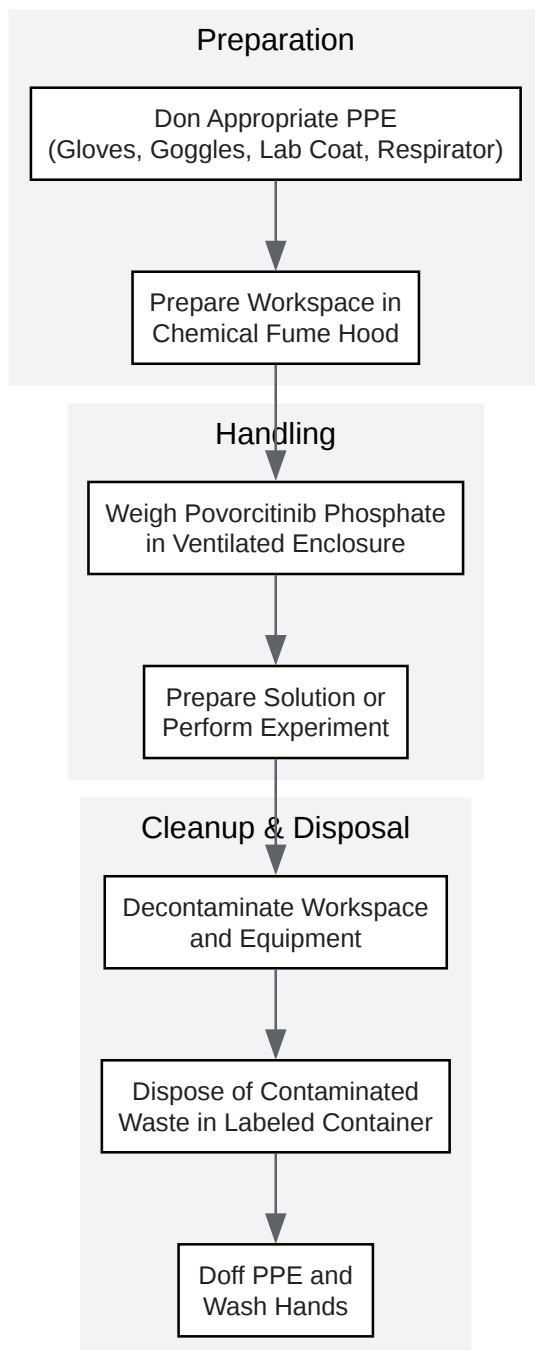 Preparation
Don Appropriate PPE
(Gloves, Goggles, Lab Coat, Respirator)
Prepare Workspace in
Chemical Fume Hood
Handling
Weigh Povorcitinib Phosphate
in Ventilated Enclosure
Prepare Solution or
Perform Experiment
Cleanup & Disposal
Decontaminate Workspace
and Equipment
Dispose of Contaminated
Waste in Labeled Container
Doff PPE and
Wash Hands